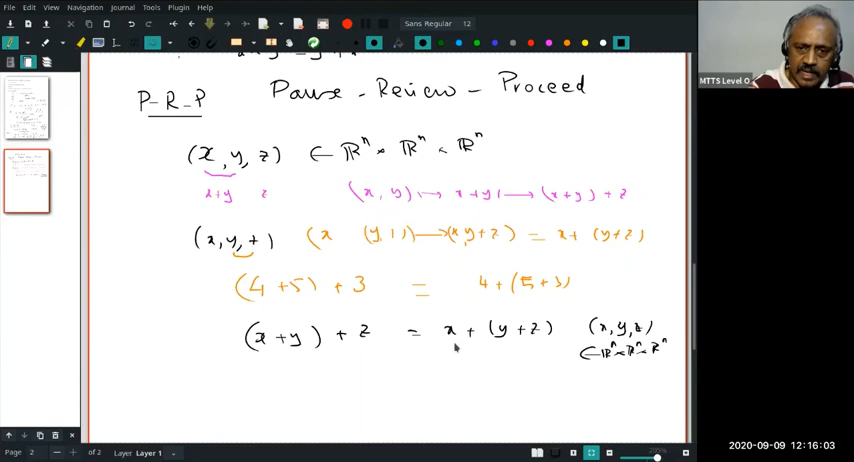 File Edit View Navigation Journal Tools Plugin Help
Sans Regular 12
P-R-P Pause - Review - Proceed
(x, y, z) ∈ ℝⁿ × ℝⁿ × ℝⁿ
x+y z (x, y) → x+y → (x+y) + z
(x, y, z) (x (y, z)) → (x, y+z) = x + (y+z)
(4+5) + 3 = 4 + (5+3)
(x+y) + z = x + (y+z) (x, y, z)
∈ ℝⁿ × ℝⁿ × ℝⁿ
MTTS Level O
2020-09-09 12:16:03
Page 2 of 2 Layer Layer 1